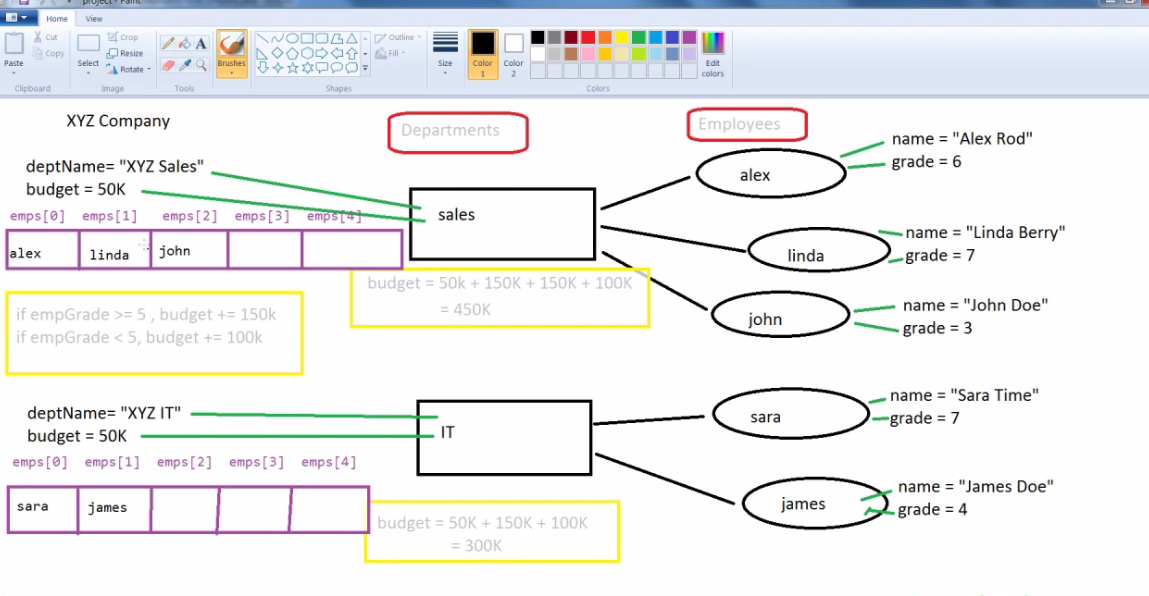 project - Paint
Home
View
Paste
Cut
Copy
Clipboard
Select
Crop
Resize
Rotate
Image
A
Tools
Brushes
Outline
Fill
Shapes
Size
Color
1
Color
2
Edit
colors
Colors
XYZ Company
Departments
Employees
deptName= "XYZ Sales"
budget = 50K
emps[0] emps[1] emps[2] emps[3] emps[4]
alex linda john
sales
alex
name = "Alex Rod"
grade = 6
linda
name = "Linda Berry"
grade = 7
john
name = "John Doe"
grade = 3
budget = 50k + 150K + 150K + 100K
= 450K
if empGrade >= 5 , budget += 150k
if empGrade < 5, budget += 100k
deptName= "XYZ IT"
budget = 50K
emps[0] emps[1] emps[2] emps[3] emps[4]
sara james
IT
sara
name = "Sara Time"
grade = 7
james
name = "James Doe"
grade = 4
budget = 50K + 150K + 100K
= 300K